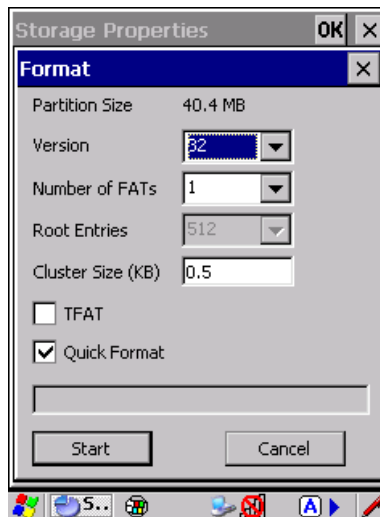 Storage Properties OK ×
Format ×
Partition Size 40.4 MB
Version 32
Number of FATs 1
Root Entries 512
Cluster Size (KB) 0.5
TFAT
Quick Format
Start Cancel
S.. A